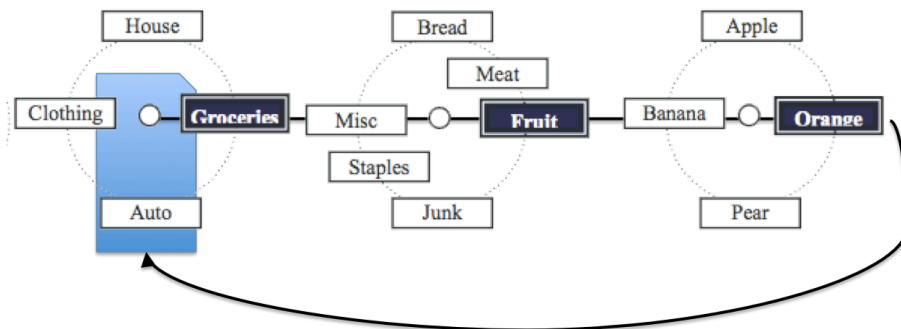 House
Clothing
Groceries
Auto
Bread
Meat
Misc
Fruit
Staples
Junk
Apple
Banana
Orange
Pear